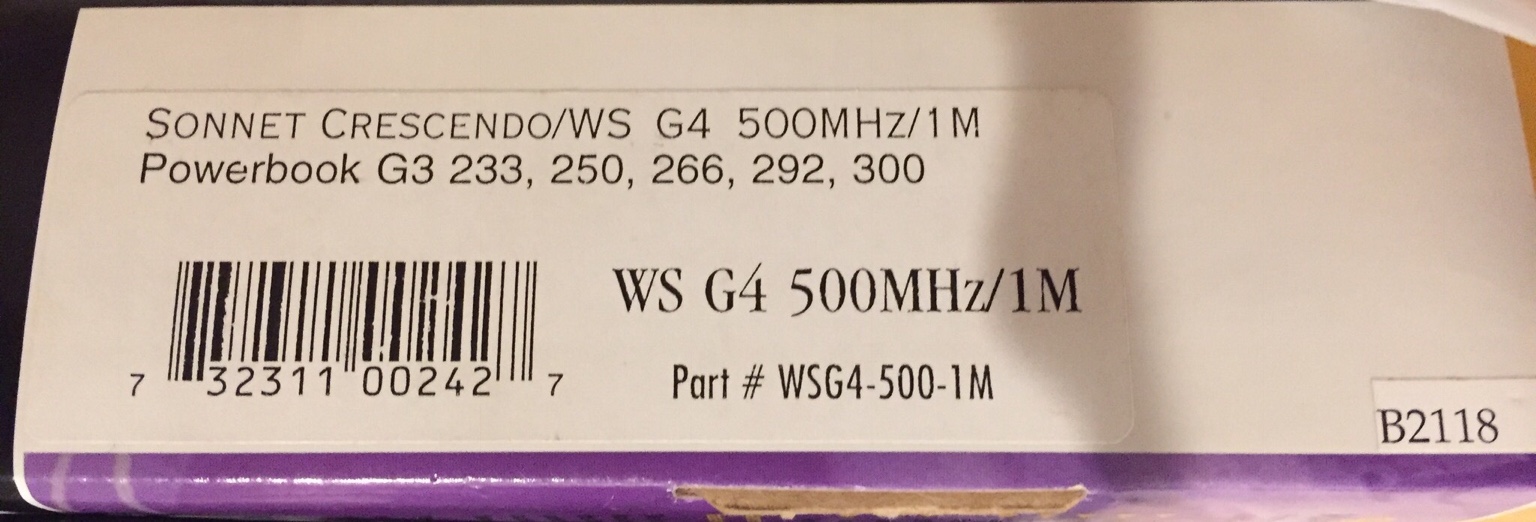 SONNET CRESCENDO/WS G4 500MHZ/1M
Powerbook G3 233, 250, 266, 292, 300
WS G4 500MHz/1M
7 32311 00242 7
Part # WSG4-500-1M
B2118